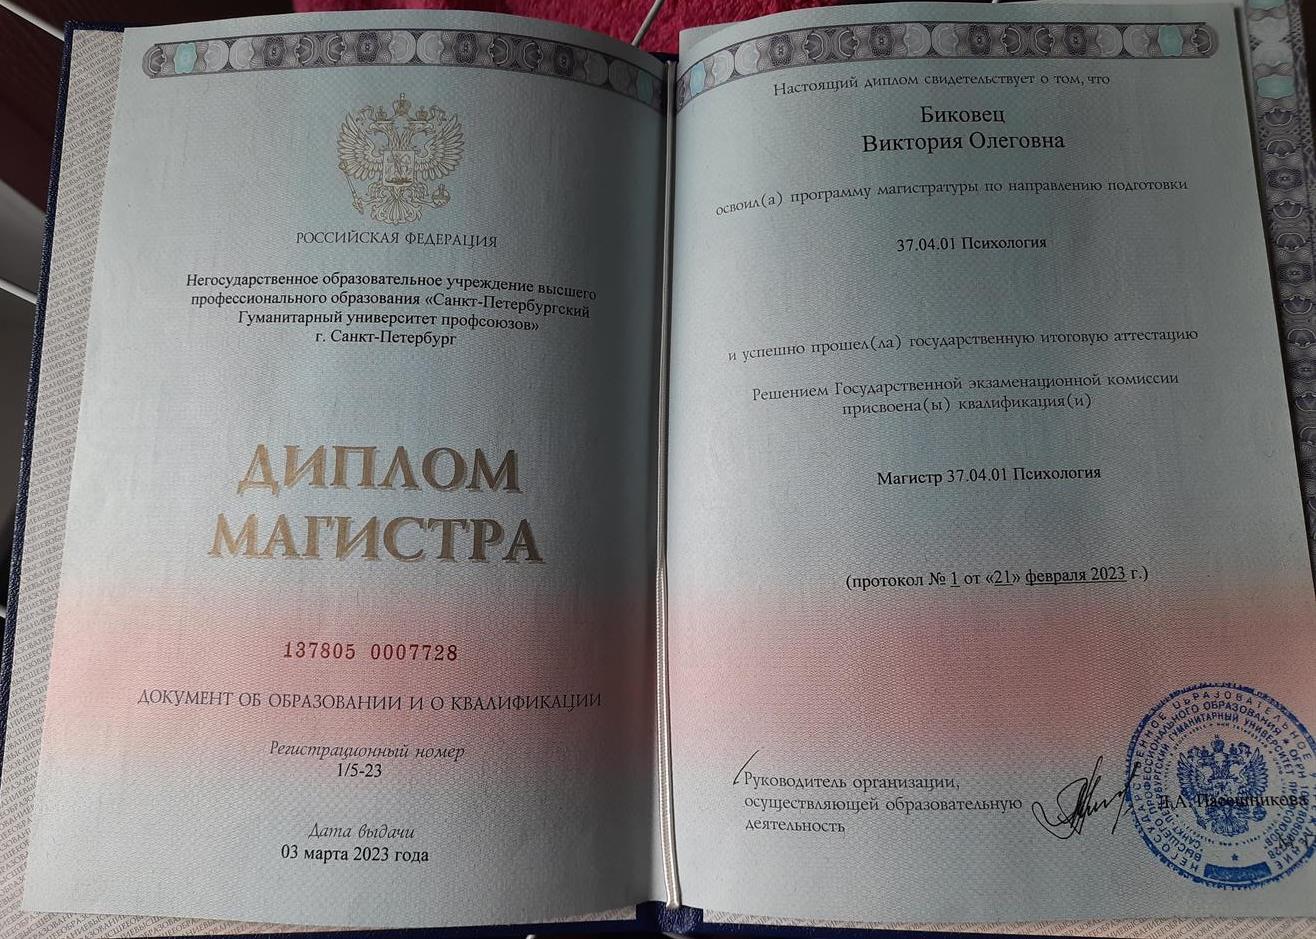 РОССИЙСКАЯ ФЕДЕРАЦИЯ
Негосударственное образовательное учреждение высшего
профессионального образования «Санкт-Петербургский
Гуманитарный университет профсоюзов»
г. Санкт-Петербург
ДИПЛОМ
МАГИСТРА
137805 0007728
ДОКУМЕНТ ОБ ОБРАЗОВАНИИ И О КВАЛИФИКАЦИИ
Регистрационный номер
1/5-23
Дата выдачи
03 марта 2023 года
Настоящий диплом свидетельствует о том, что
Биковец
Виктория Олеговна
освоил(а) программу магистратуры по направлению подготовки
37.04.01 Психология
и успешно прошел(ла) государственную итоговую аттестацию
Решением Государственной экзаменационной комиссии
присвоена(ы) квалификация(и)
Магистр 37.04.01 Психология
(протокол № 1 от «21» февраля 2023 г.)
Руководитель организации,
осуществляющей образовательную
деятельность